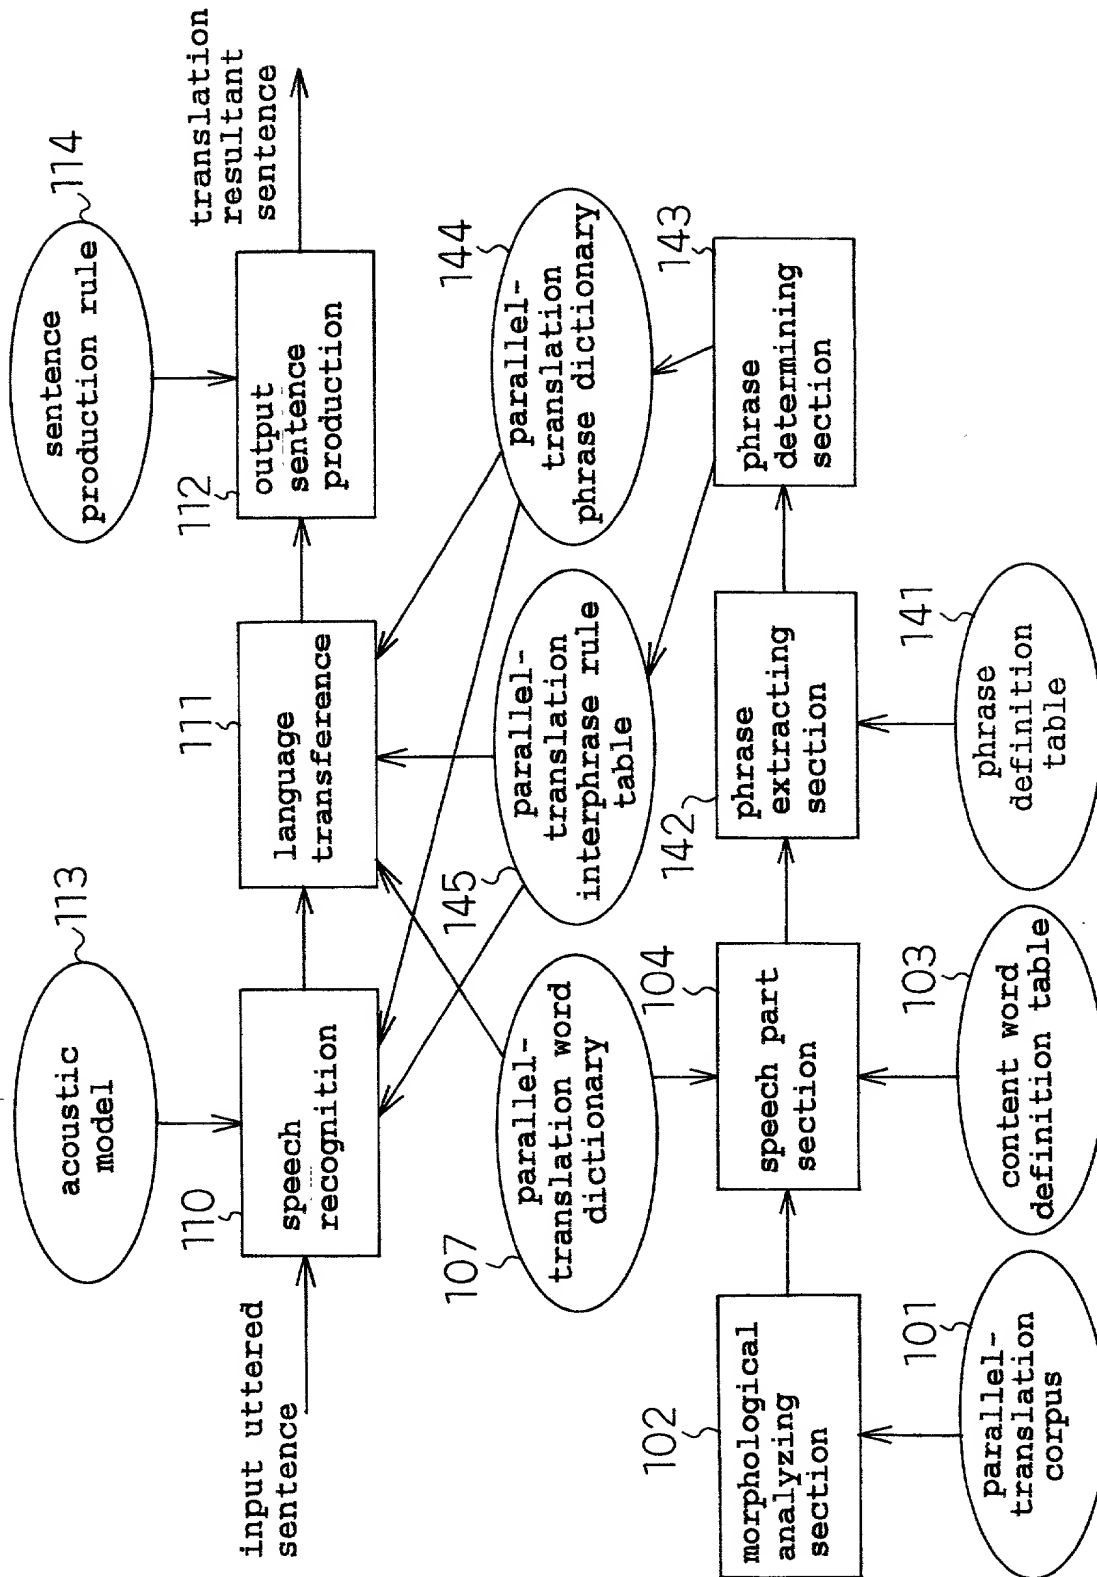 acoustic
model
113
sentence
production rule
114
input uttered
sentence
110
speech
recognition
111
language
transference
112
output
sentence
production
translation
resultant
sentence
107
parallel-
translation word
dictionary
145
parallel-
translation
interphrase rule
table
144
parallel-
translation
phrase dictionary
102
morphological
analyzing
section
104
speech part
section
142
phrase
extracting
section
143
phrase
determining
section
101
parallel-
translation
corpus
103
content word
definition table
141
phrase
definition
table